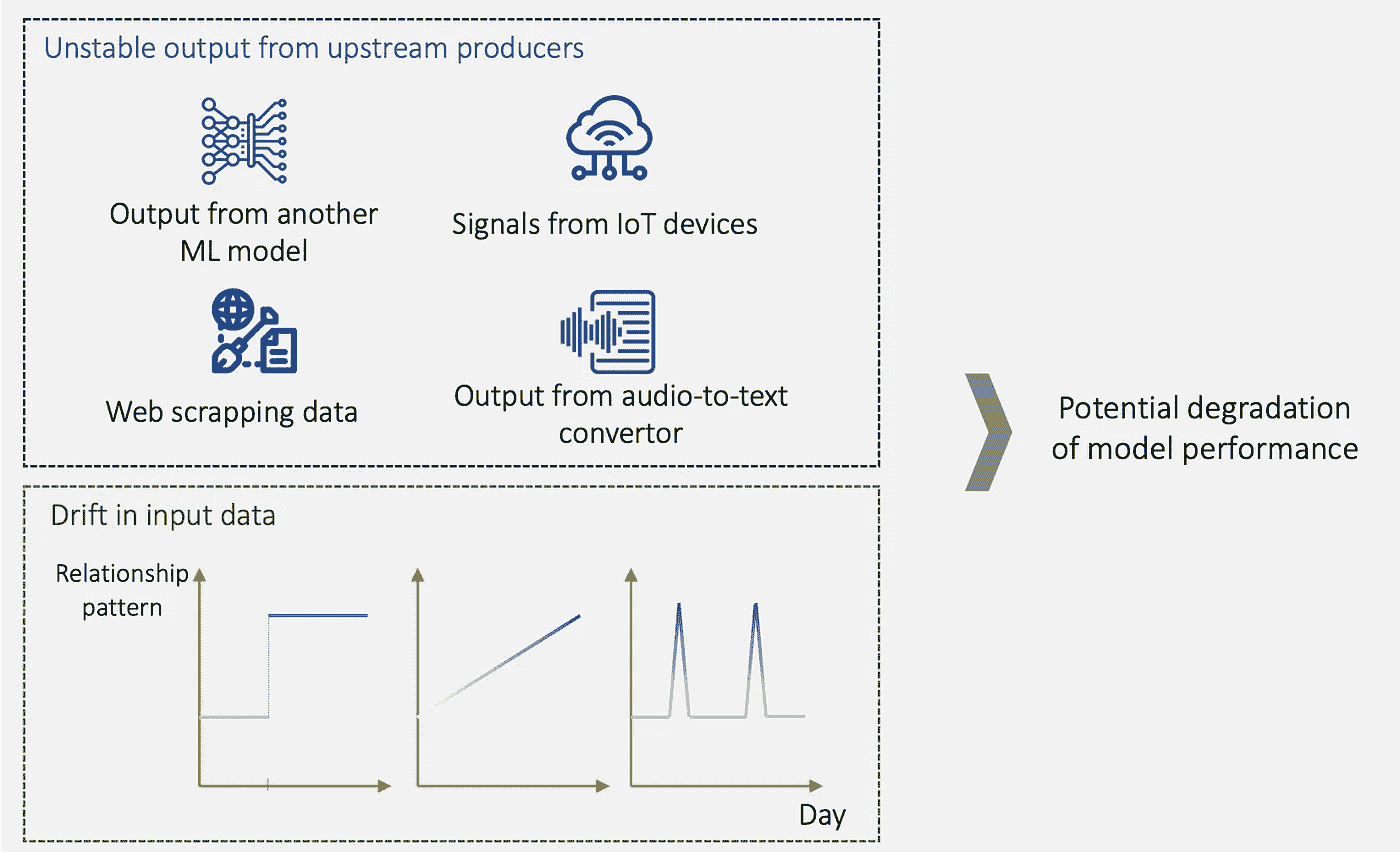 Unstable output from upstream producers
Output from another
ML model
Signals from IoT devices
Web scrapping data
Output from audio-to-text
convertor
Potential degradation
of model performance
Drift in input data
Relationship
pattern
Day